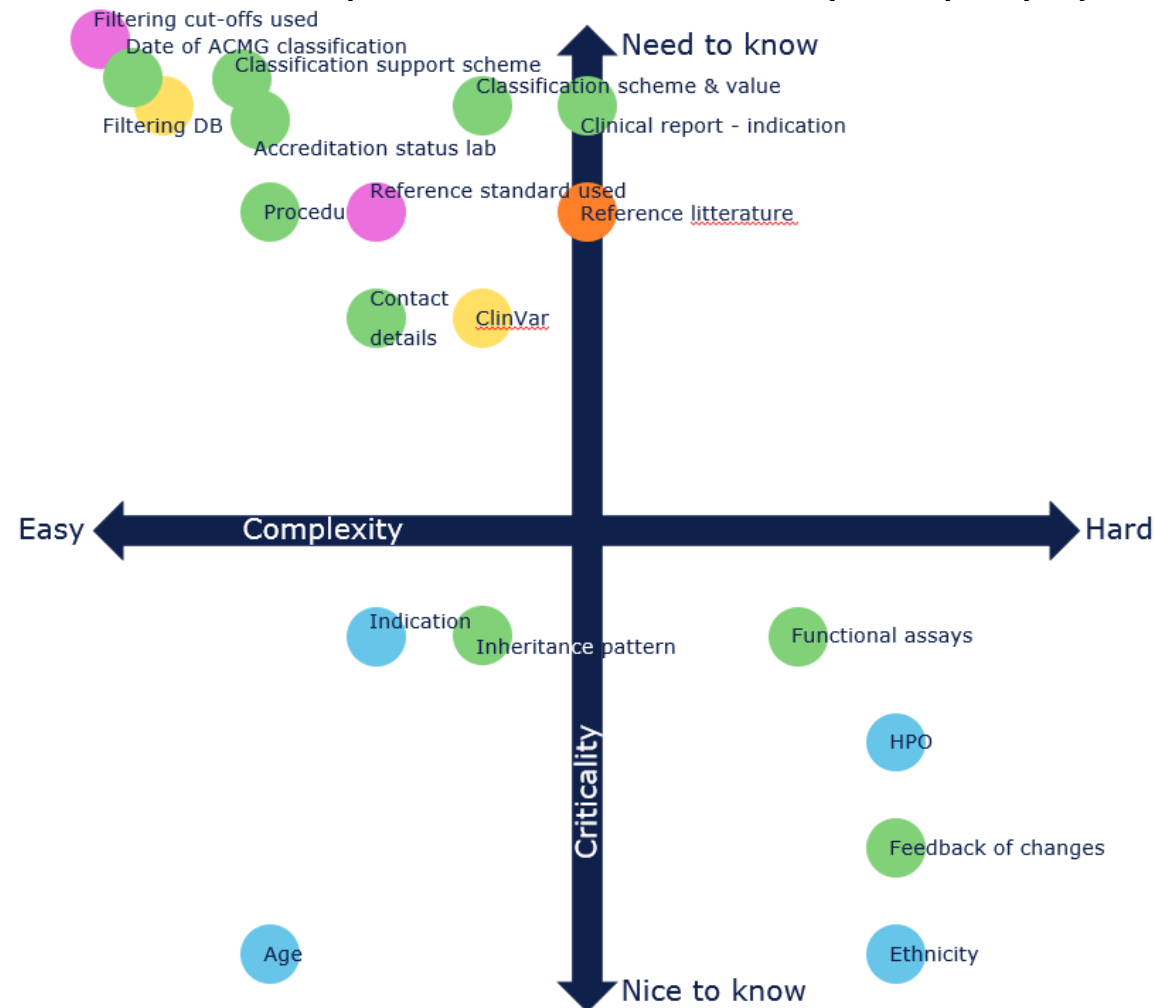 Filtering cut-offs used
Need to know
Date of ACMG classification
Classification support scheme
Classification scheme & value
Filtering DB
Clinical report - indication
Accreditation status lab
Reference standard used
Procedu
Reference litterature
Contact
details
ClinVar
Easy
Complexity
Hard
Indication
Inheritance pattern
Functional assays
HPO
Criticality
Feedback of changes
Age
Ethnicity
Nice to know